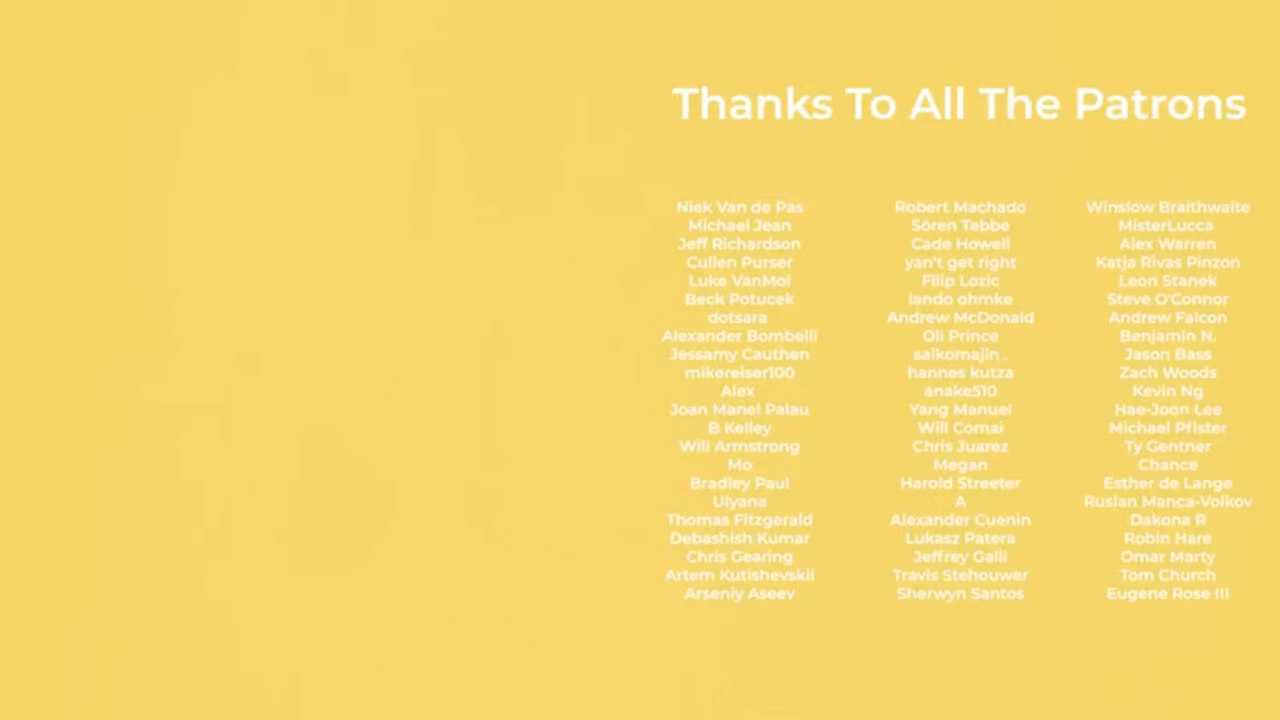 Thanks To All The Patrons
Niek Van de Pas
Michael Jean
Jeff Richardson
Cullen Purser
Luke VanMol
Beck Potucek
dotsara
Alexander Bombelli
Jessamy Cauthen
mikereiser100
Alex
Joan Manel Palau
B Kelley
Will Armstrong
Mo
Bradley Paul
Ulyana
Thomas Fitzgerald
Debashish Kumar
Chris Gearing
Artem Kutishevskii
Arseniy Aseev
Robert Machado
Sören Tebbe
Cade Howell
yan't get right
Filip Lozic
lando ohmke
Andrew McDonald
Oli Prince
saikomajin .
hannes kutza
anake510
Yang Manuel
Will Comai
Chris Juarez
Megan
Harold Streeter
A
Alexander Cuenin
Lukasz Patera
Jeffrey Galli
Travis Stehouwer
Sherwyn Santos
Winslow Braithwaite
MisterLucca
Alex Warren
Katja Rivas Pinzon
Leon Stanek
Steve O'Connor
Andrew Falcon
Benjamin N.
Jason Bass
Zach Woods
Kevin Ng
Hae-Joon Lee
Michael Pfister
Ty Gentner
Chance
Esther de Lange
Ruslan Manca-Volkov
Dakona R
Robin Hare
Omar Marty
Tom Church
Eugene Rose III